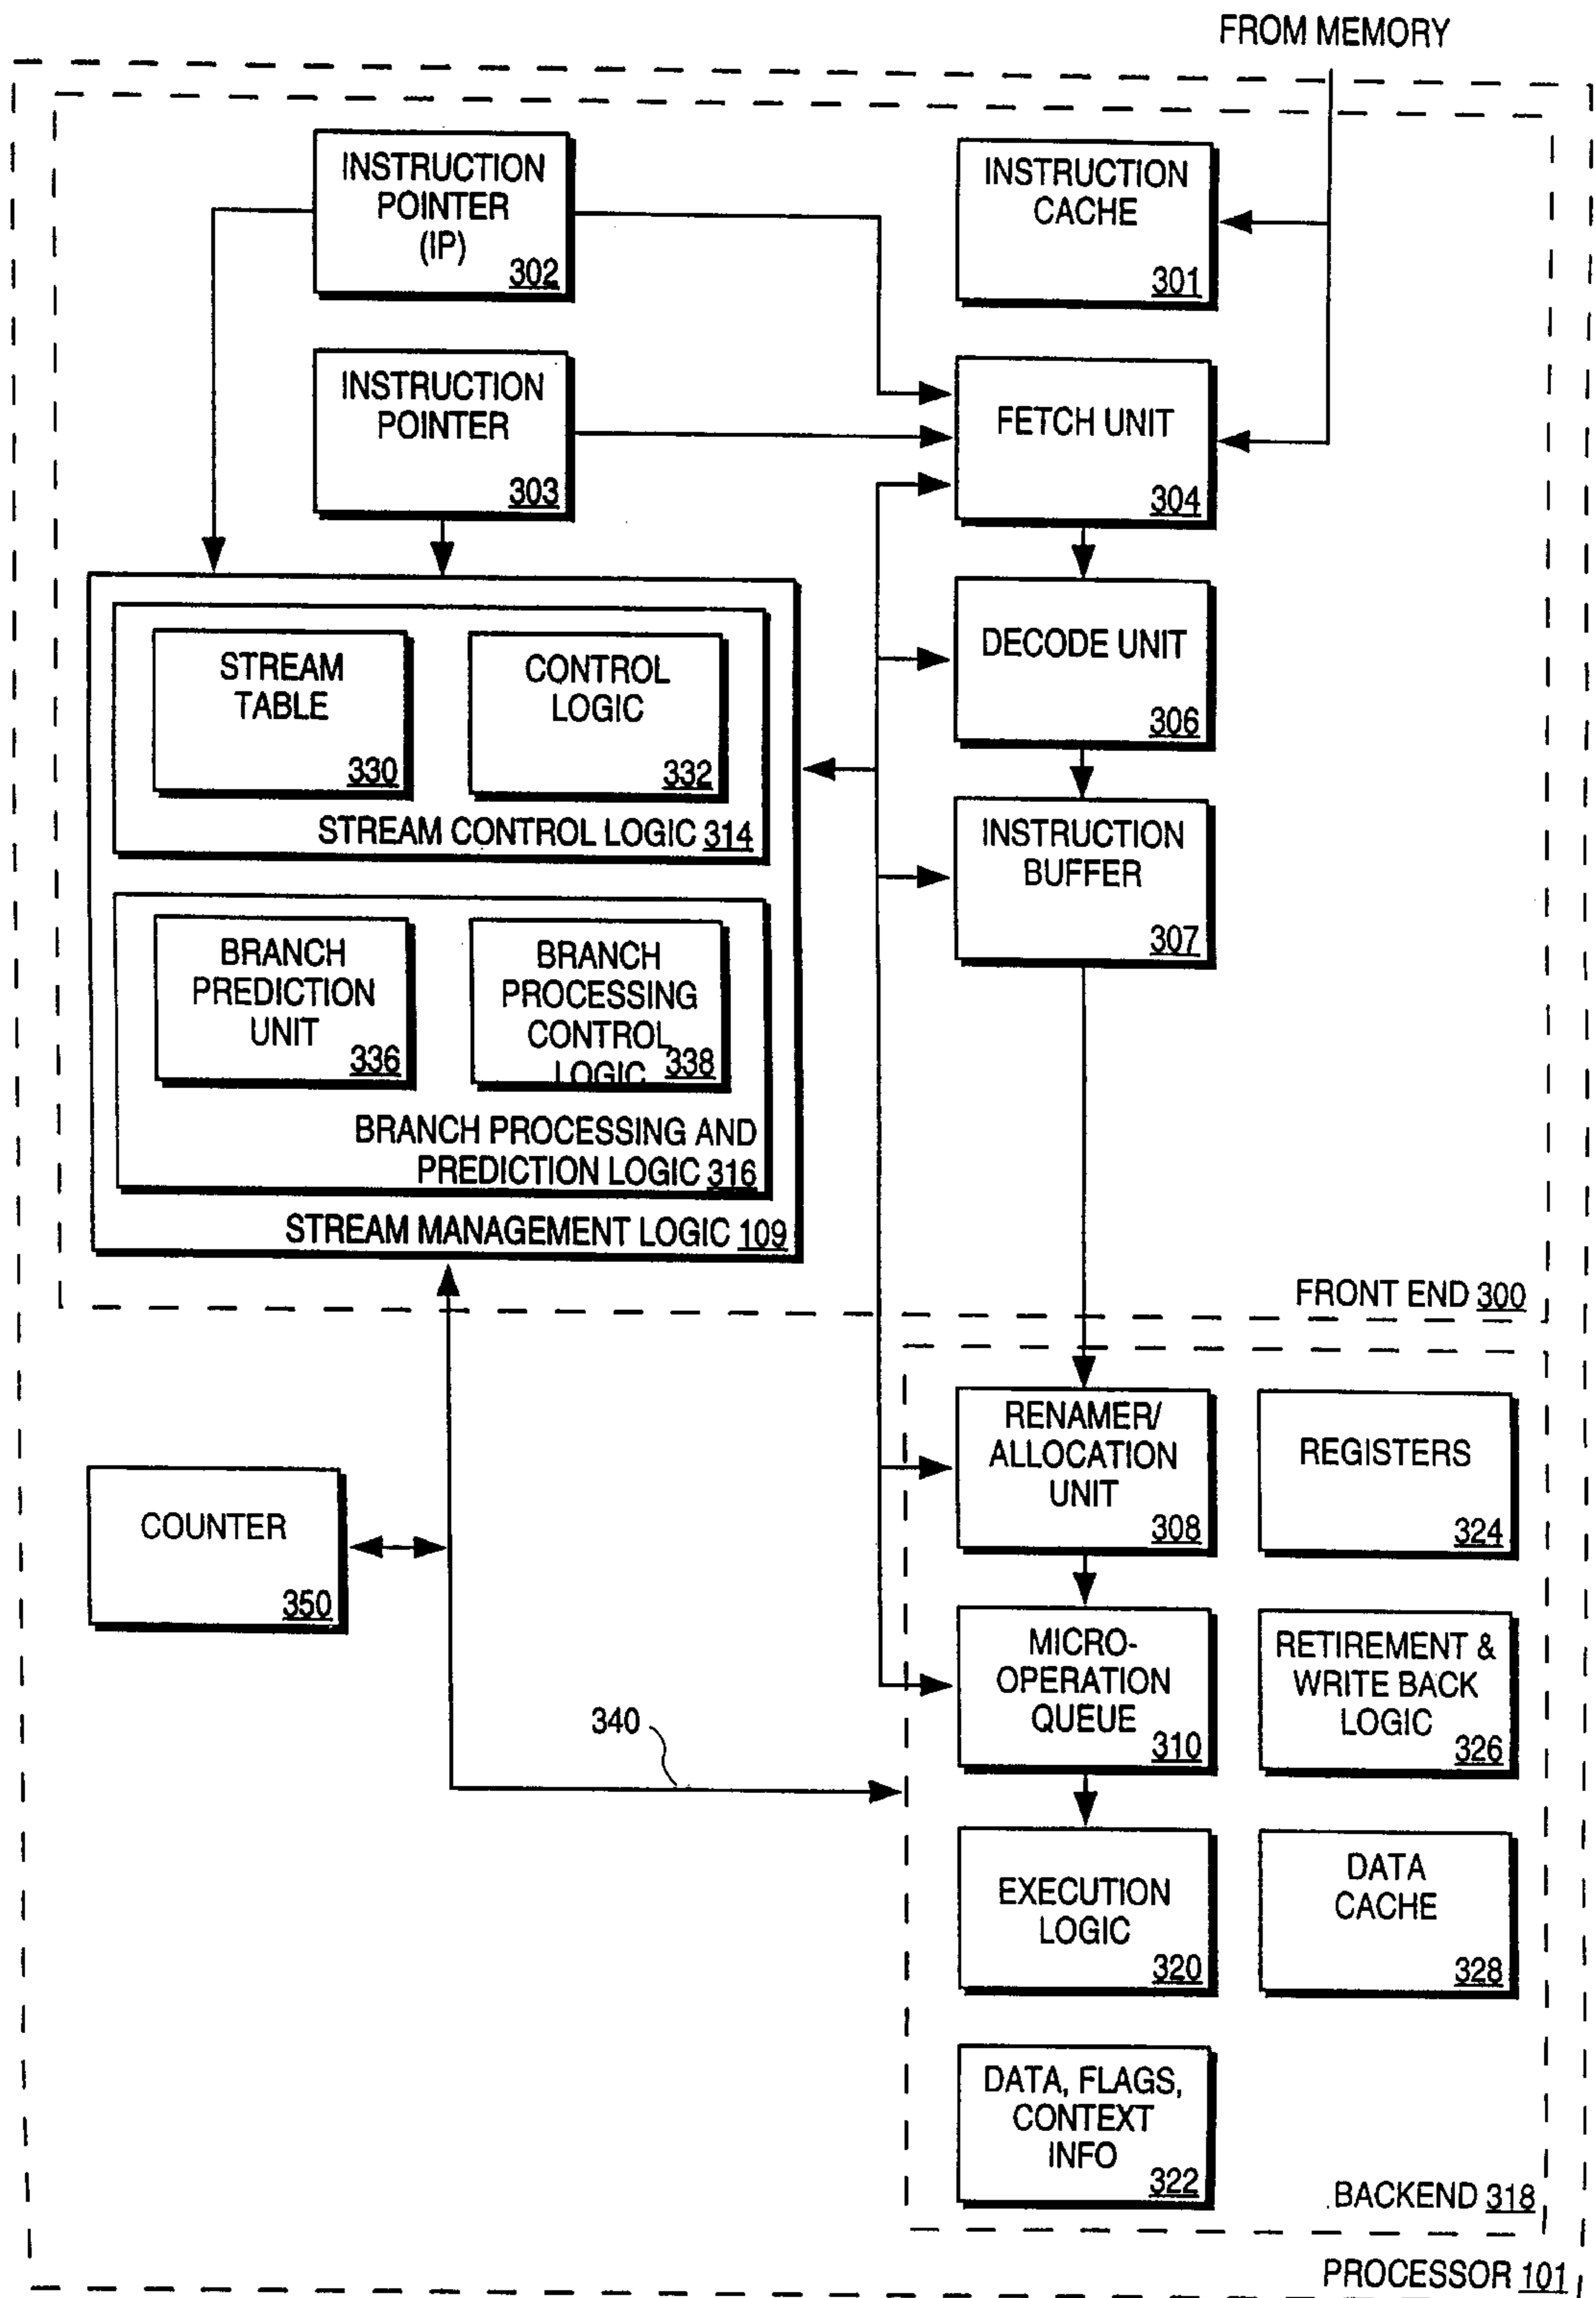 FROM MEMORY
INSTRUCTION
POINTER
(IP)
302
INSTRUCTION
CACHE
301
INSTRUCTION
POINTER
303
FETCH UNIT
304
STREAM
TABLE
330
CONTROL
LOGIC
332
STREAM CONTROL LOGIC 314
DECODE UNIT
306
INSTRUCTION
BUFFER
307
BRANCH
PREDICTION
UNIT
336
BRANCH
PROCESSING
CONTROL
LOGIC 338
BRANCH PROCESSING AND
PREDICTION LOGIC 316
STREAM MANAGEMENT LOGIC 109
FRONT END 300
RENAMER/
ALLOCATION
UNIT
308
REGISTERS
324
COUNTER
350
MICRO-
OPERATION
QUEUE
310
RETIREMENT &
WRITE BACK
LOGIC
326
340
EXECUTION
LOGIC
320
DATA
CACHE
328
DATA, FLAGS,
CONTEXT
INFO
322
BACKEND 318
PROCESSOR 101